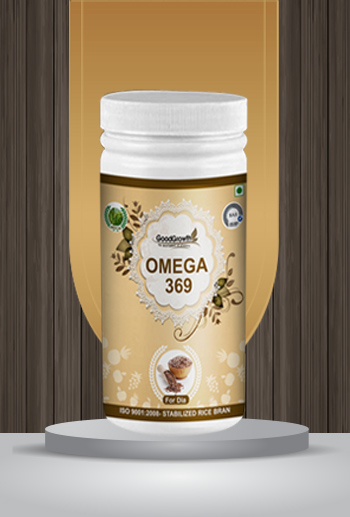 GoodGrowth
OMEGA
369
For Dia
ISO 9001:2008- STABILIZED RICE BRAN